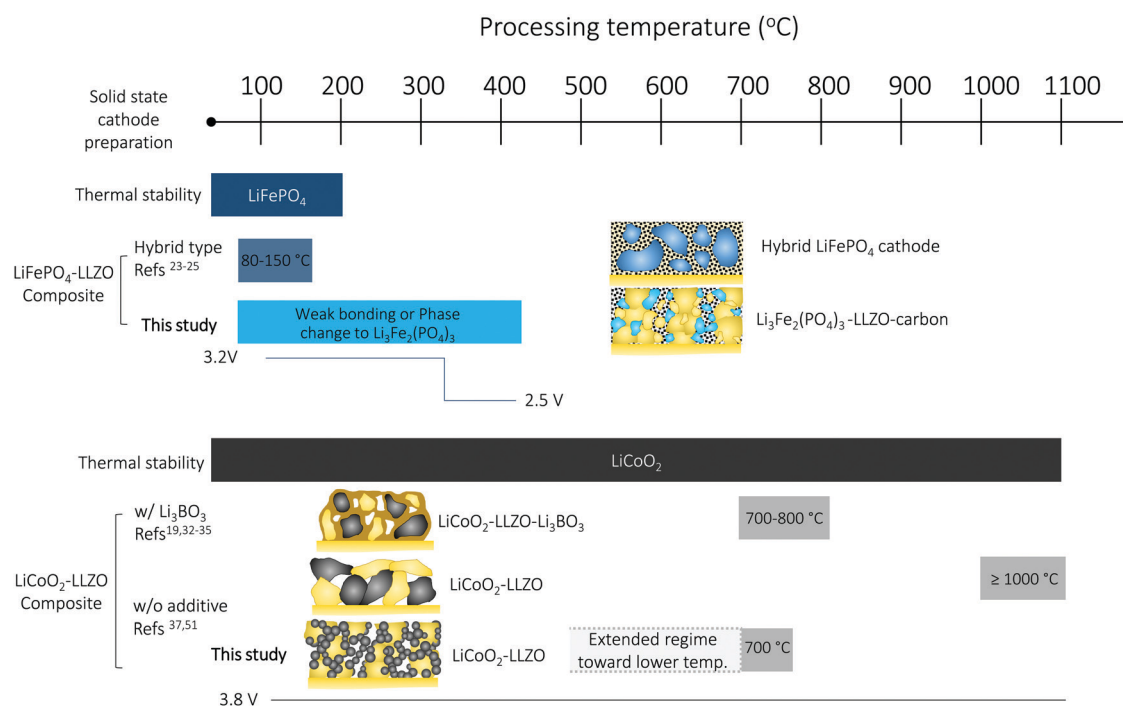 Processing temperature (°C)
Solid state
cathode
preparation
100 200 300 400 500 600 700 800 900 1000 1100
Thermal stability
LiFePO₄
LiFePO₄-LLZO
Composite
Hybrid type
Refs ²³⁻²⁵
80-150 °C
This study
Weak bonding or Phase
change to Li₃Fe₂(PO₄)₃
3.2V
2.5 V
Hybrid LiFePO₄ cathode
Li₃Fe₂(PO₄)₃-LLZO-carbon
Thermal stability
LiCoO₂
LiCoO₂-LLZO
Composite
w/ Li₃BO₃
Refs¹⁹,³²⁻³⁵
LiCoO₂-LLZO-Li₃BO₃
700-800 °C
w/o additive
Refs ³⁷,⁵¹
LiCoO₂-LLZO
≥ 1000 °C
This study
LiCoO₂-LLZO
Extended regime
toward lower temp.
700 °C
3.8 V